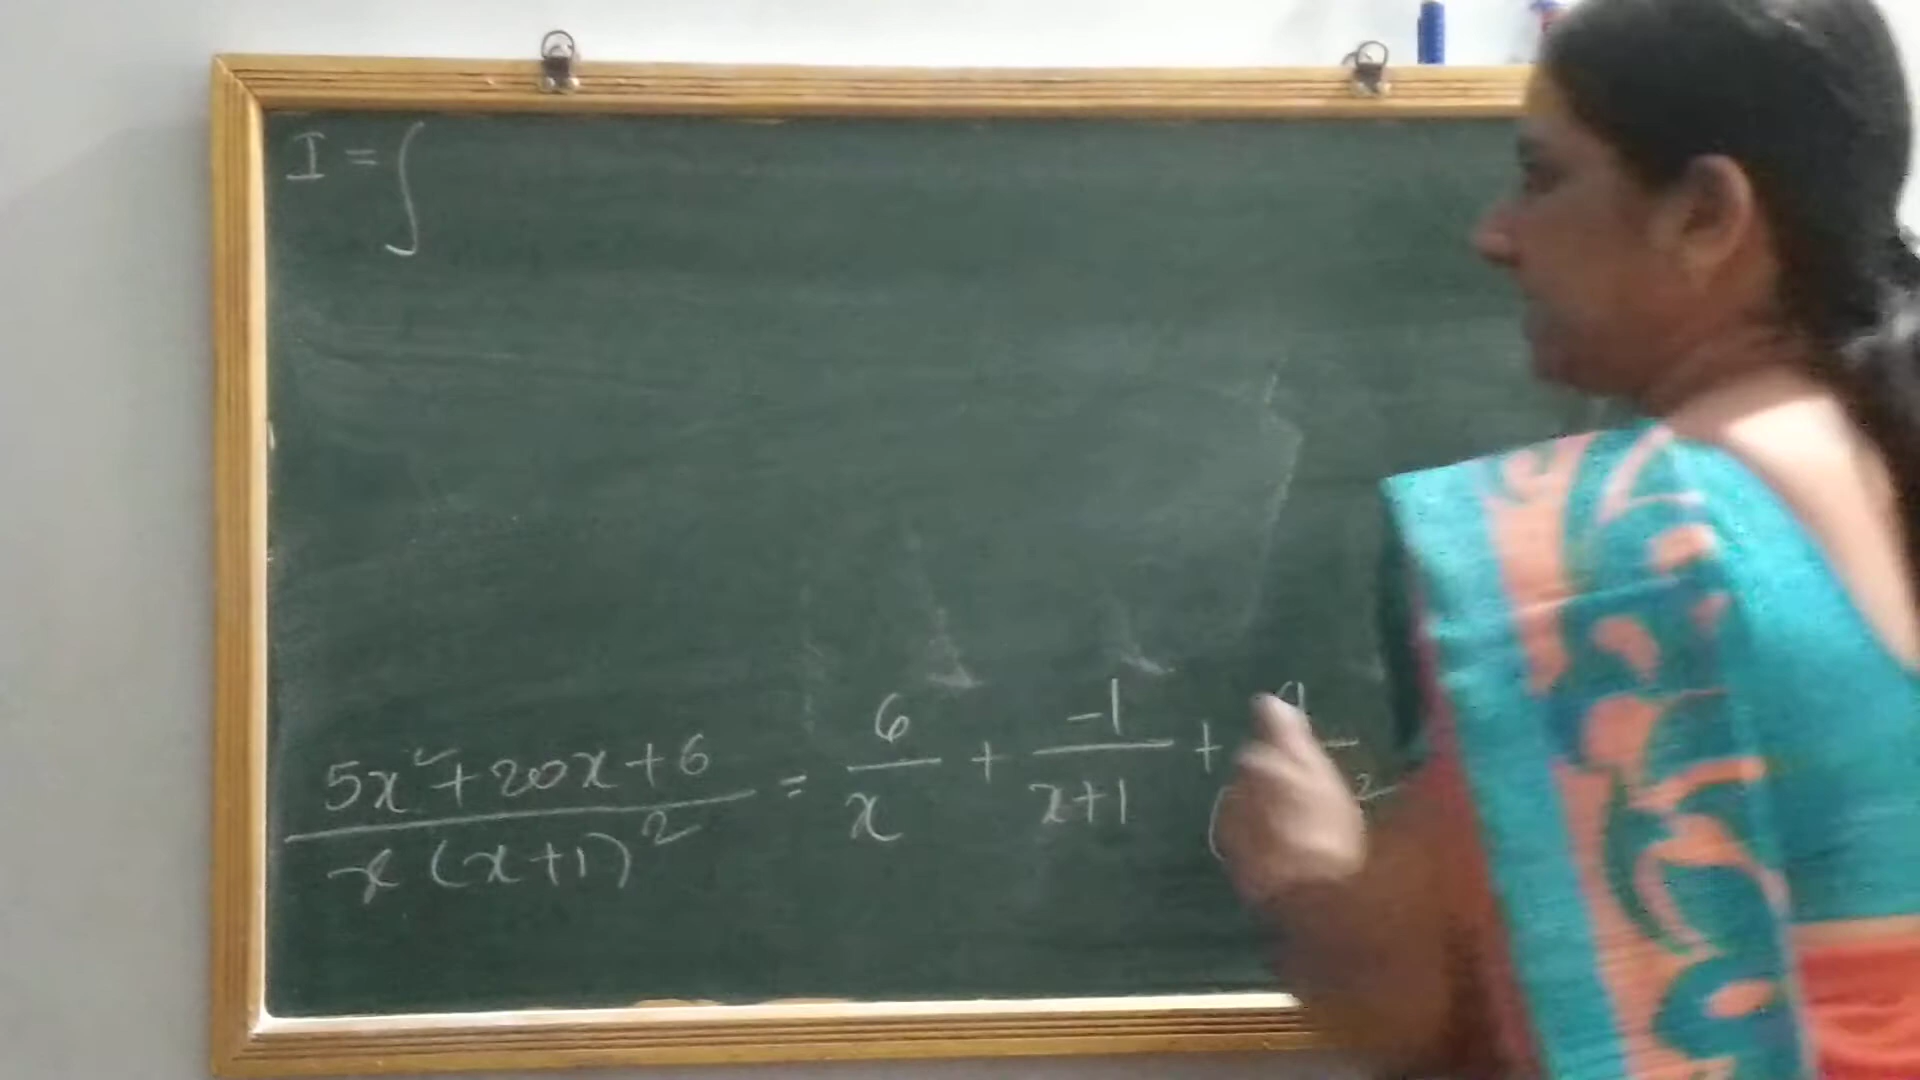 I = ∫
5x²+20x+6 / x(x+1)² = 6/x + -1/x+1 +